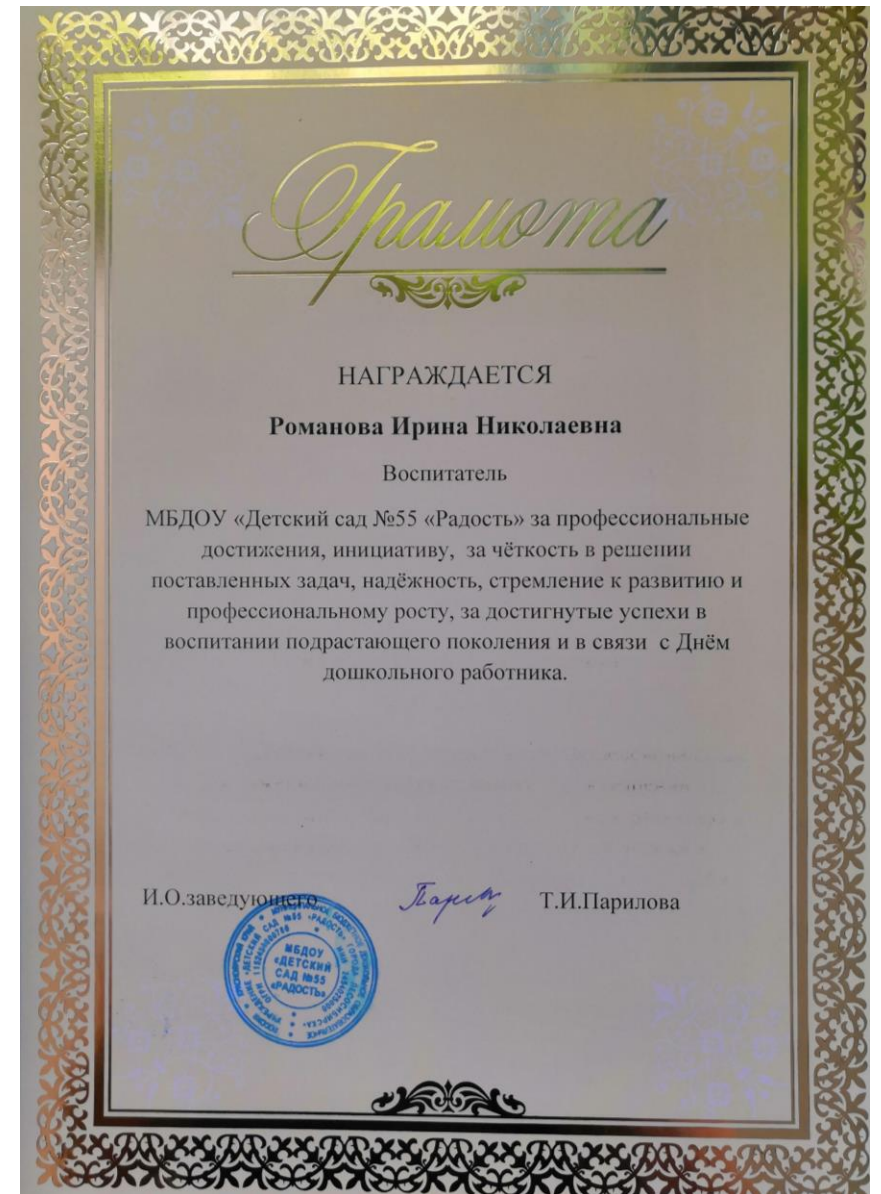 Грамота
НАГРАЖДАЕТСЯ
Романова Ирина Николаевна
Воспитатель
МБДОУ «Детский сад №55 «Радость» за профессиональные
достижения, инициативу, за чёткость в решении
поставленных задач, надёжность, стремление к развитию и
профессиональному росту, за достигнутые успехи в
воспитании подрастающего поколения и в связи с Днём
дошкольного работника.
И.О.заведующего Т.И.Парилова
МБДОУ
«ДЕТСКИЙ
САД №55
«РАДОСТЬ»